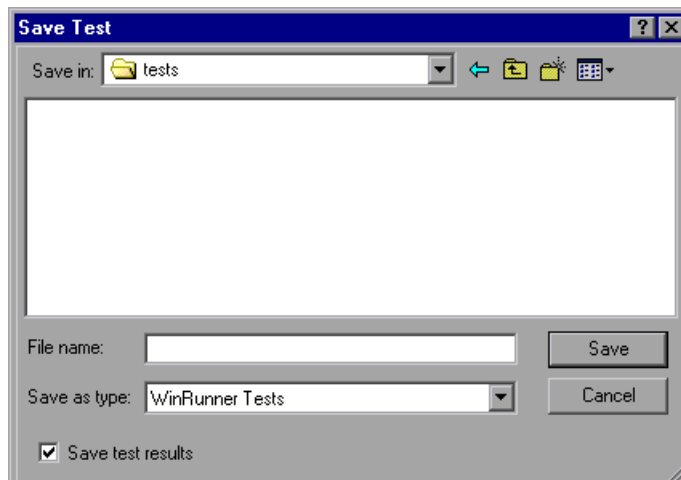 Save Test
Save in: tests
File name:
Save
Save as type: WinRunner Tests
Cancel
Save test results